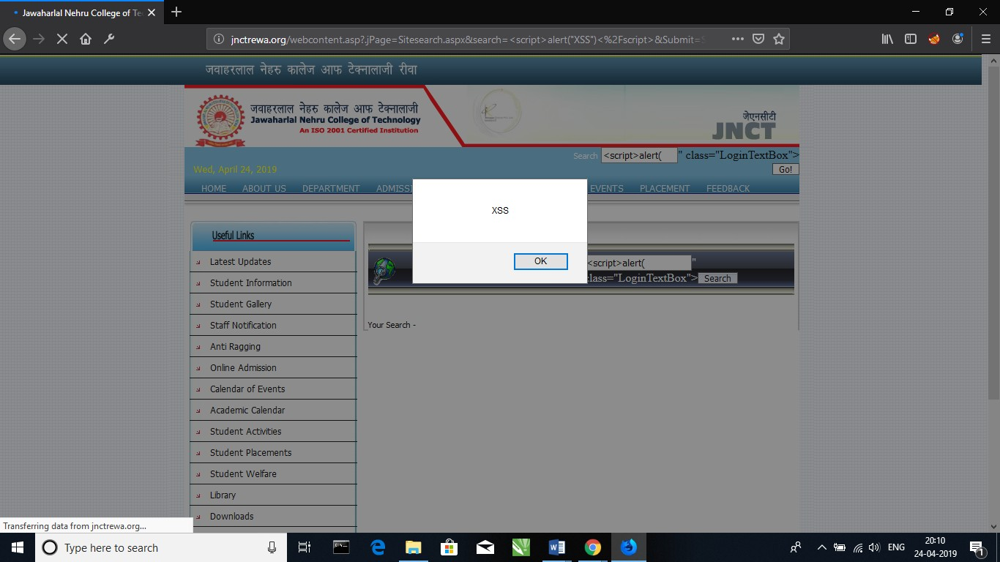 Jawaharlal Nehru College of Te
jnctrewa.org/webcontent.asp?.jPage=Sitesearch.aspx&search=<script>alert("XSS")<%2Fscript>&Submit=S
जवाहरलाल नेहरु कालेज आफ टेक्नालाजी रीवा
जवाहरलाल नेहरु कालेज आफ टेक्नालाजी
Jawaharlal Nehru College of Technology
An ISO 2001 Certified Institution
जेएनसीटी
JNCT
Search <script>alert( " class="LoginTextBox">
Wed, April 24, 2019
Go!
HOME ABOUT US DEPARTMENT ADMISSI EVENTS PLACEMENT FEEDBACK
XSS
OK
Useful Links
Latest Updates
Student Information
Student Gallery
Staff Notification
Anti Ragging
Online Admission
Calendar of Events
Academic Calendar
Student Activities
Student Placements
Student Welfare
Library
Downloads
<script>alert( "
class="LoginTextBox"> Search
Your Search -
Transferring data from jnctrewa.org...
Type here to search
ENG
20:10
24-04-2019
1